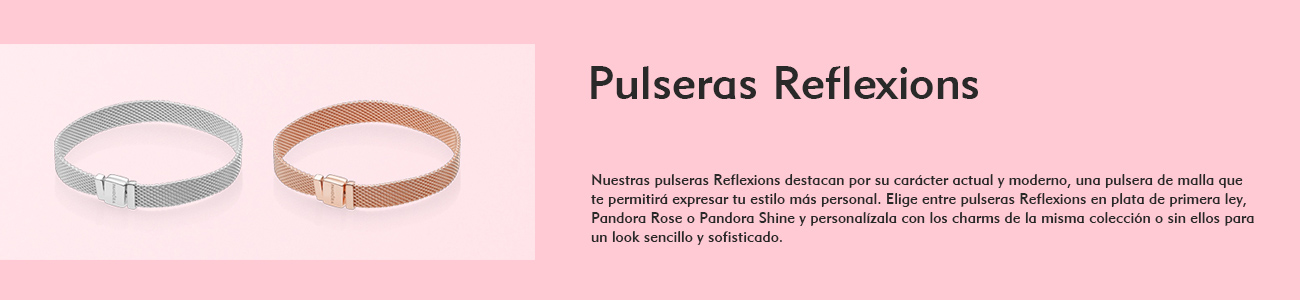 Pulseras Reflexions
Nuestras pulseras Reflexions destacan por su carácter actual y moderno, una pulsera de malla que
te permitirá expresar tu estilo más personal. Elige entre pulseras Reflexions en plata de primera ley,
Pandora Rose o Pandora Shine y personalízala con los charms de la misma colección o sin ellos para
un look sencillo y sofisticado.